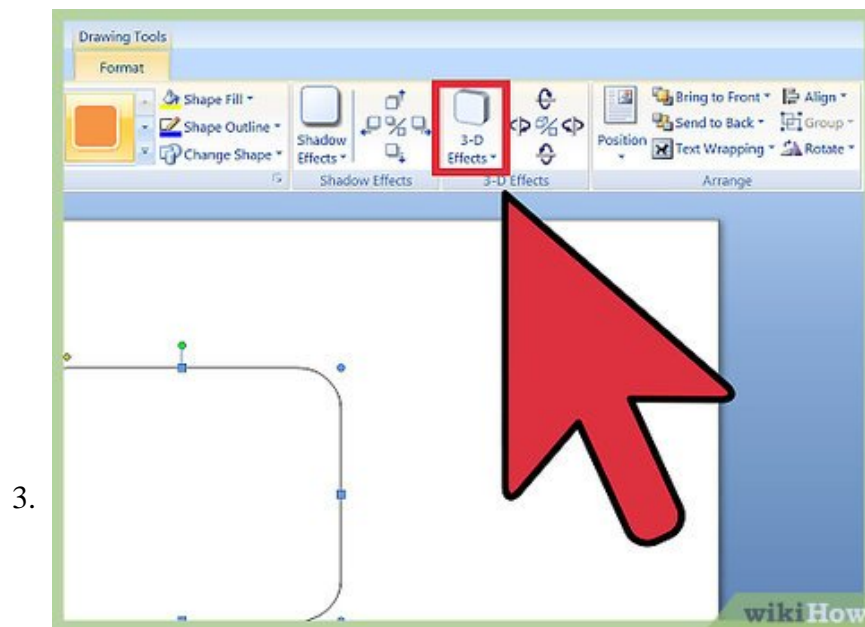 Drawing Tools
Format
Shape Fill
Shape Outline
Change Shape
Shadow
Effects
Shadow Effects
3-D
Effects
3-D Effects
Position
Bring to Front
Send to Back
Text Wrapping
Align
Group
Rotate
Arrange
3.
wikiHow